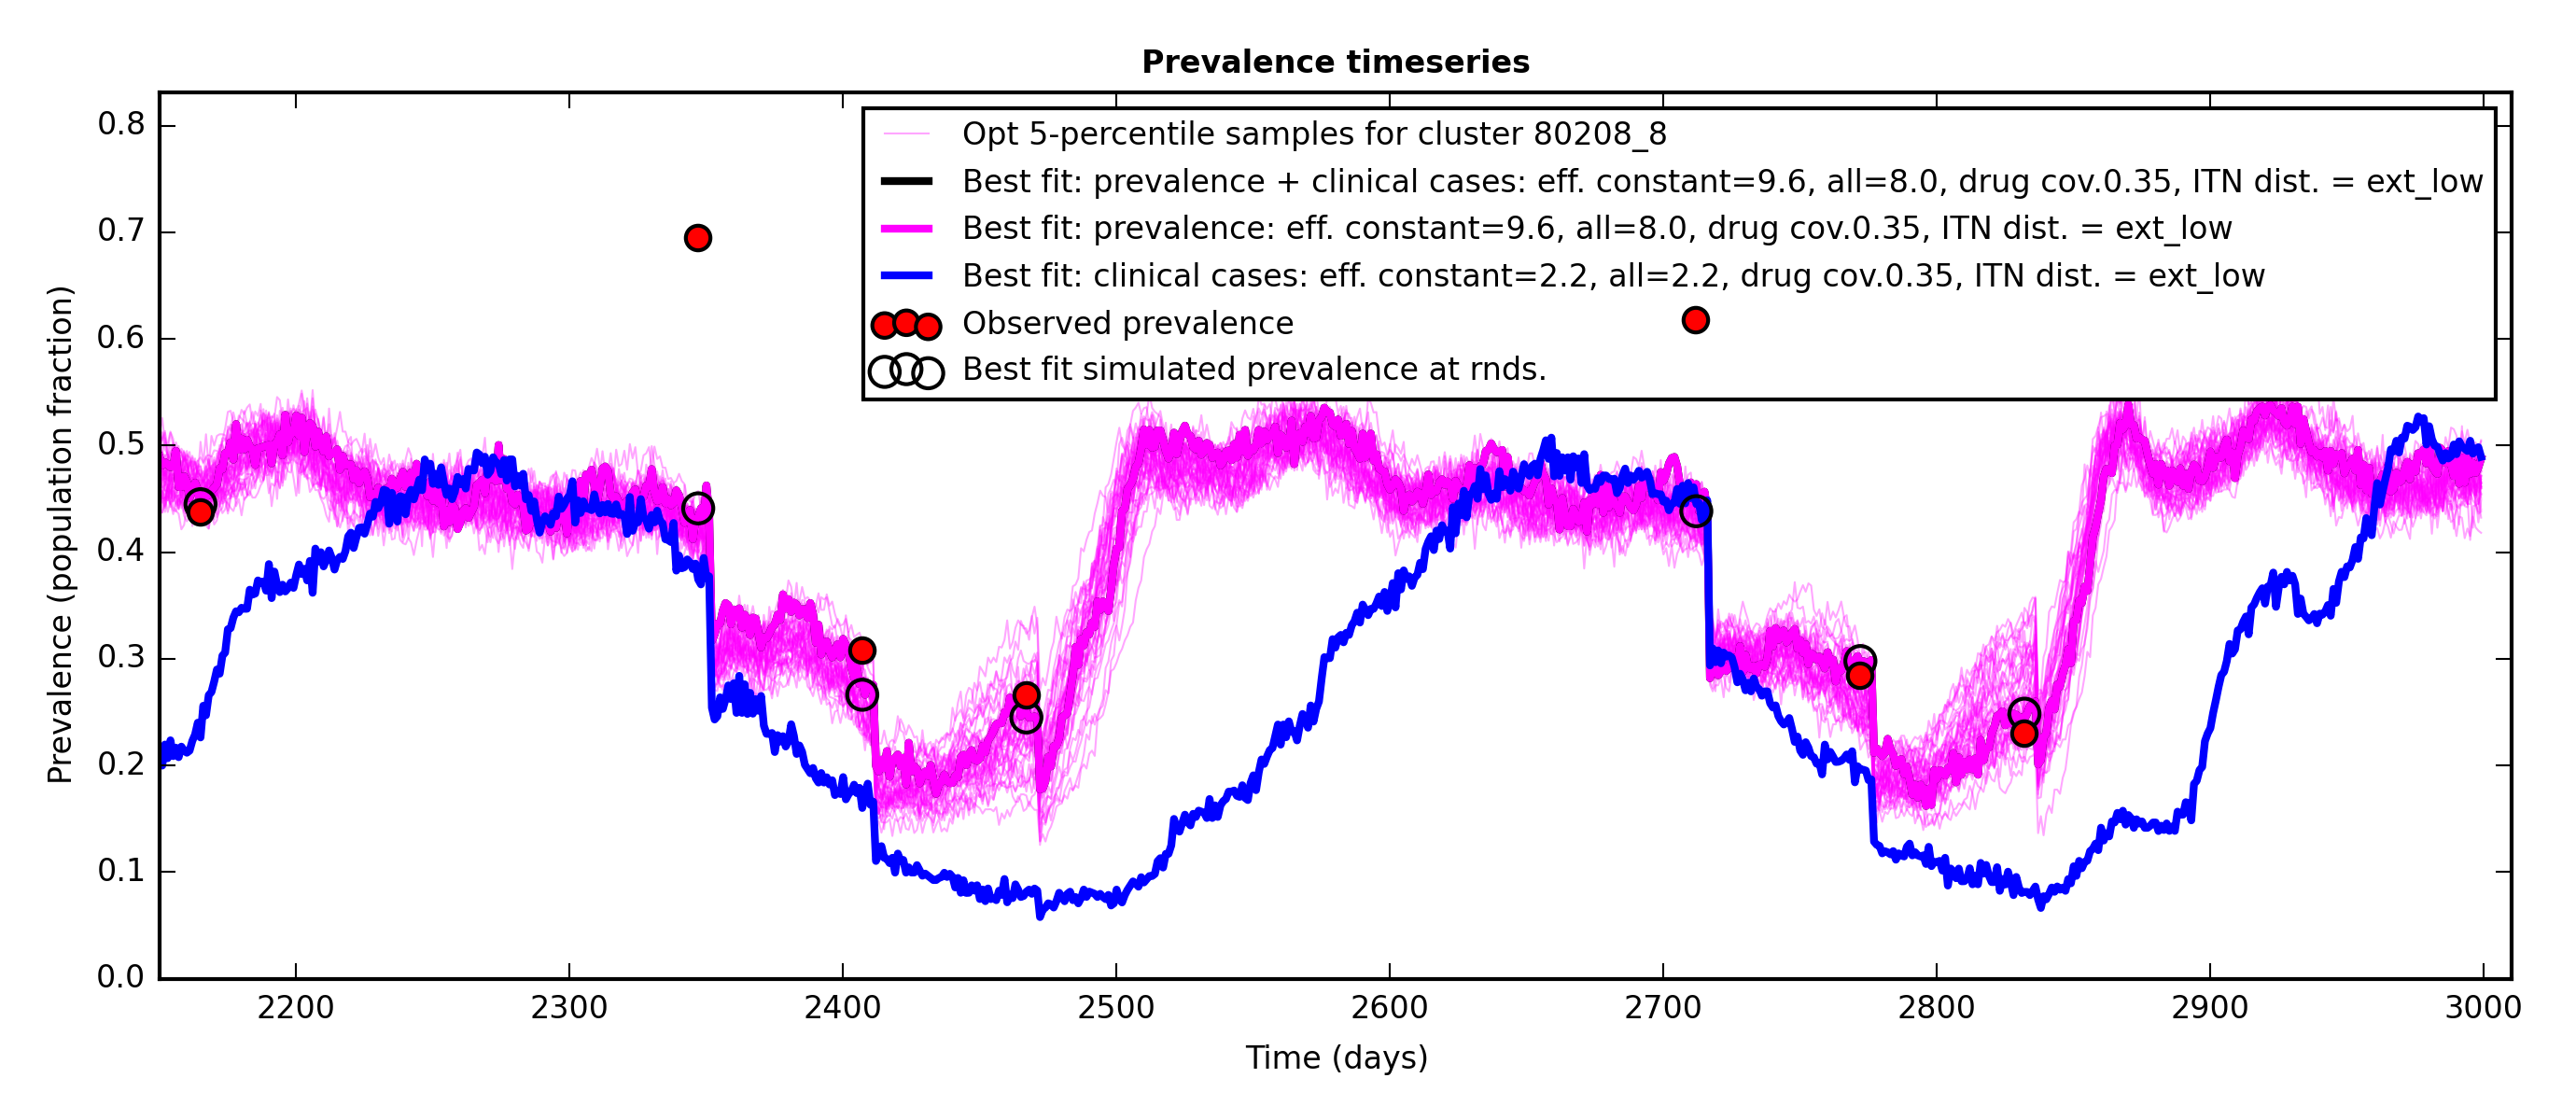 Prevalence timeseries
Opt 5-percentile samples for cluster 80208_8
Best fit: prevalence + clinical cases: eff. constant=9.6, all=8.0, drug cov.0.35, ITN dist. = ext_low
Best fit: prevalence: eff. constant=9.6, all=8.0, drug cov.0.35, ITN dist. = ext_low
Best fit: clinical cases: eff. constant=2.2, all=2.2, drug cov.0.35, ITN dist. = ext_low
Observed prevalence
Best fit simulated prevalence at rnds.
Prevalence (population fraction)
0.8
0.7
0.6
0.5
0.4
0.3
0.2
0.1
0.0
2200 2300 2400 2500 2600 2700 2800 2900 3000
Time (days)